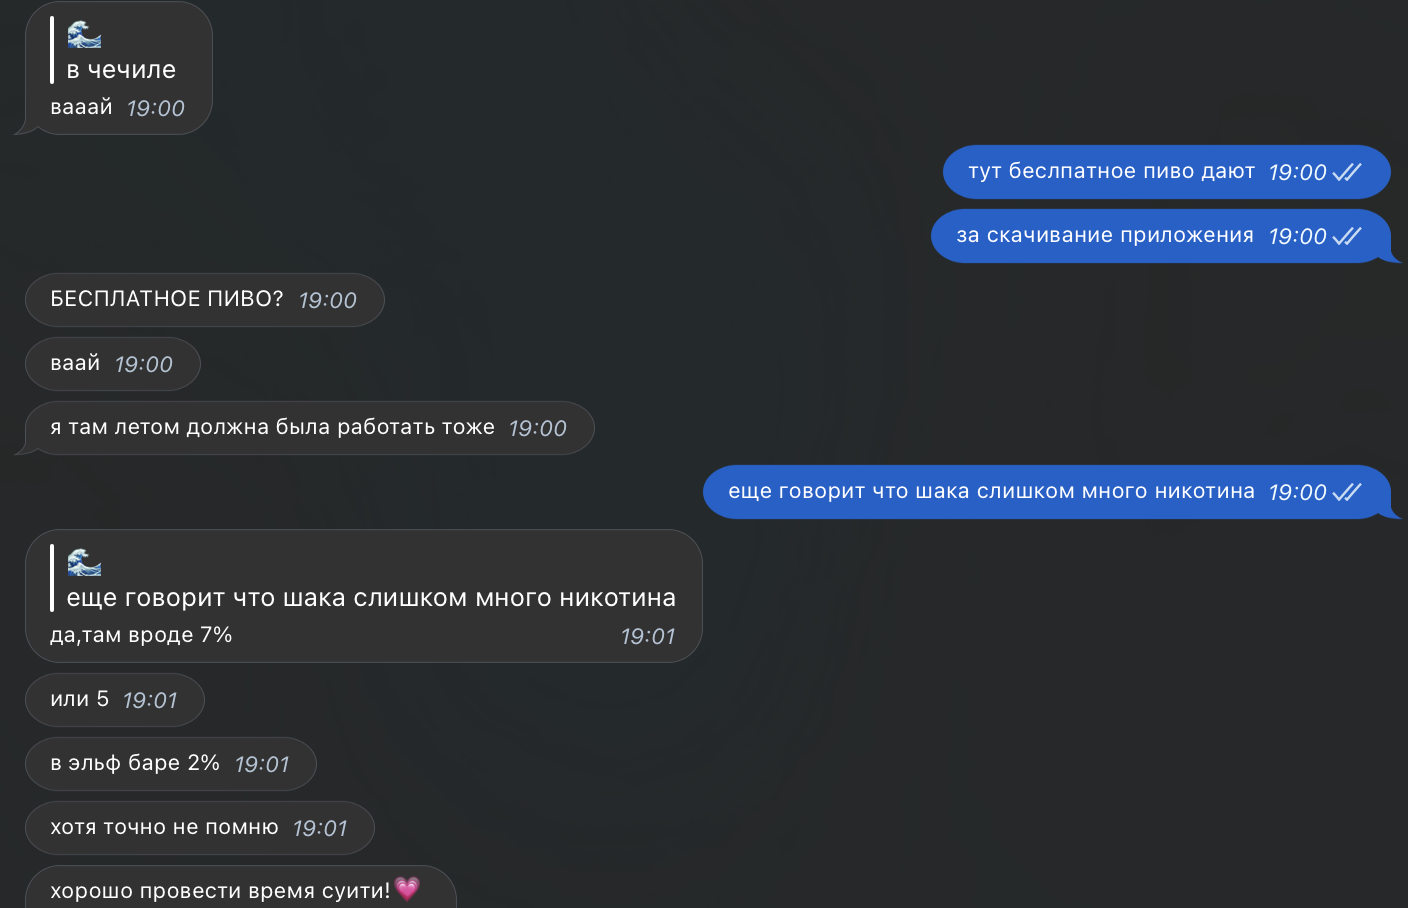 🌊
в чечиле
вааай 19:00
тут беслпатное пиво дают 19:00
за скачивание приложения 19:00
БЕСПЛАТНОЕ ПИВО? 19:00
ваай 19:00
я там летом должна была работать тоже 19:00
еще говорит что шака слишком много никотина 19:00
🌊
еще говорит что шака слишком много никотина
да,там вроде 7% 19:01
или 5 19:01
в эльф баре 2% 19:01
хотя точно не помню 19:01
хорошо провести время суити!💗